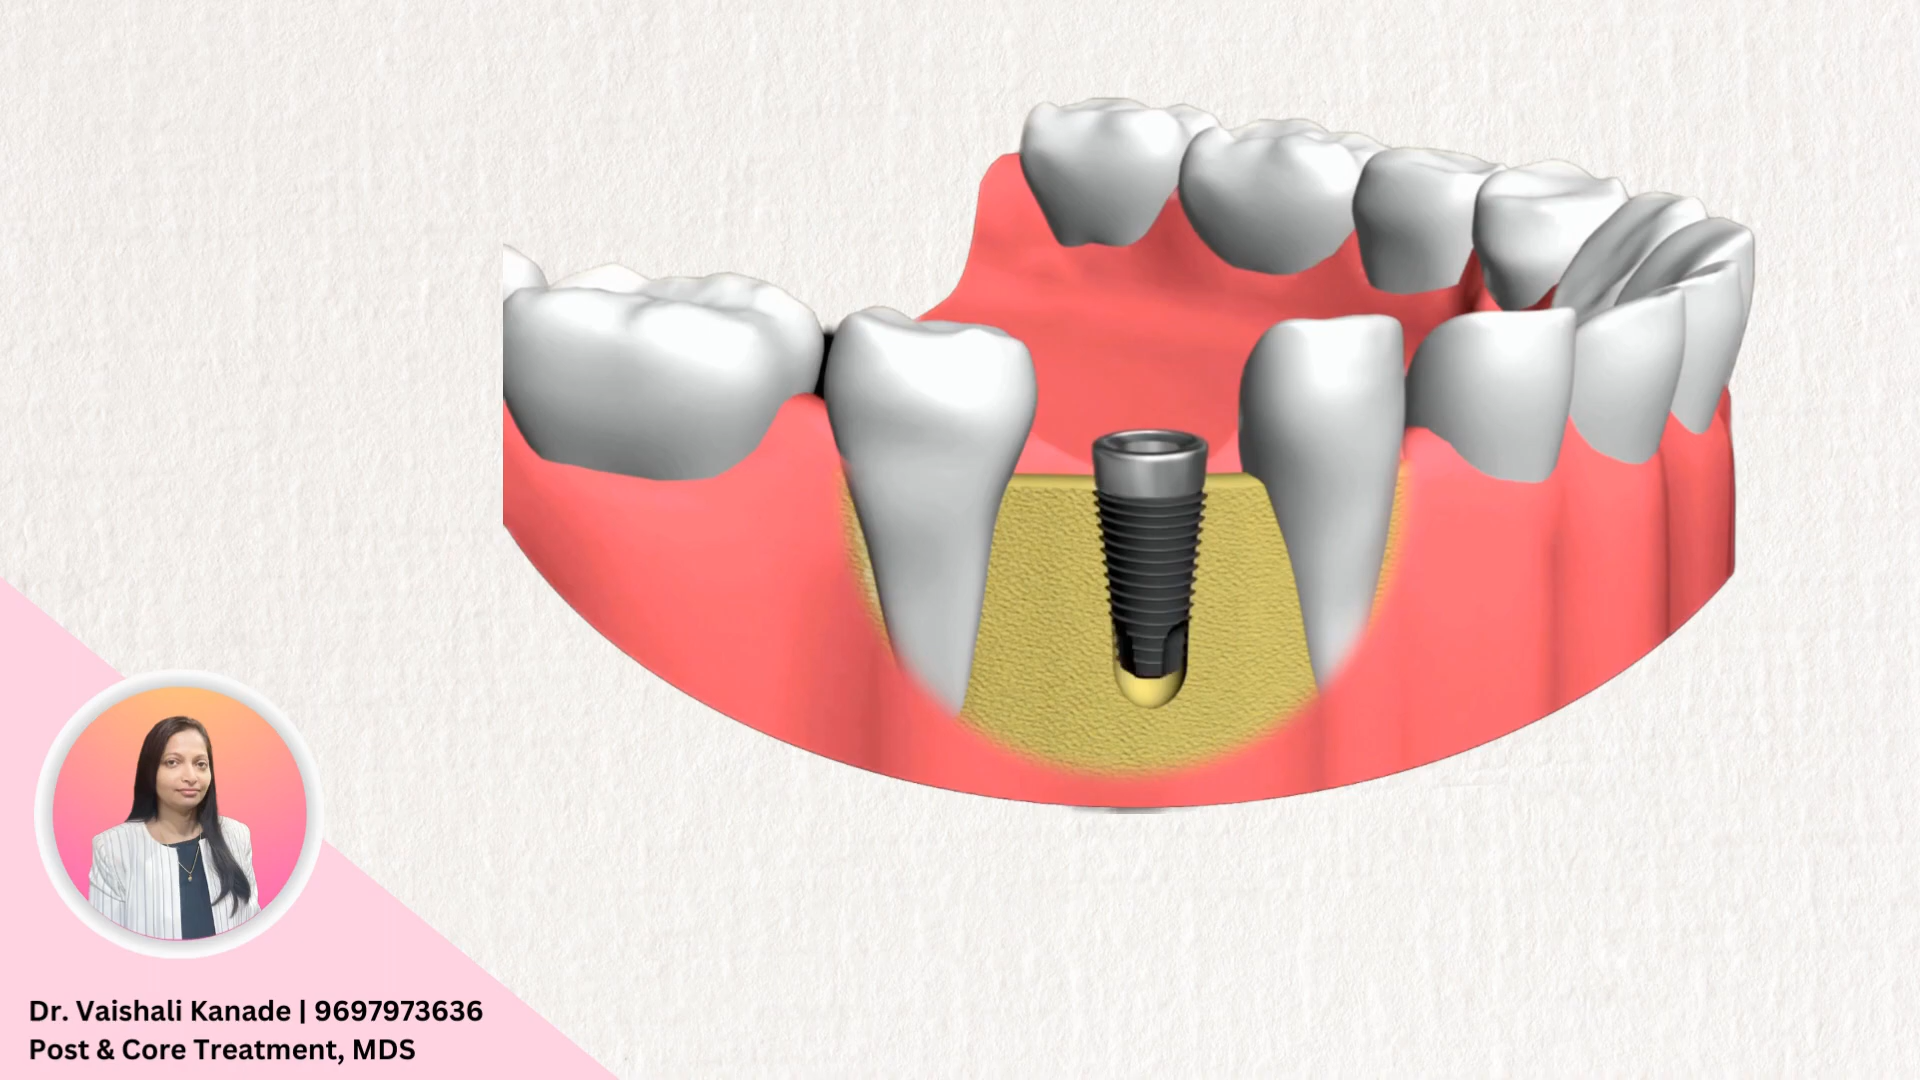 Dr. Vaishali Kanade | 9697973636
Post & Core Treatment, MDS